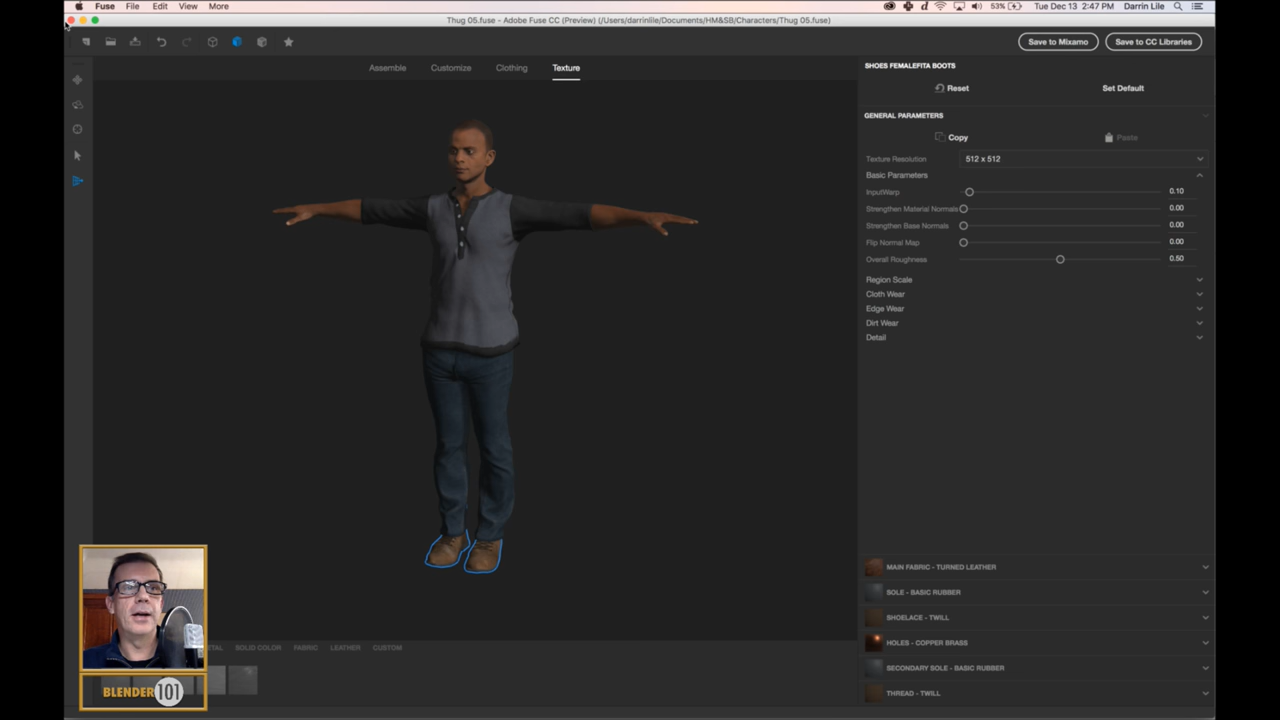 Fuse File Edit View More
53% Tue Dec 13 2:47 PM Darrin Lile
Thug 05.fuse - Adobe Fuse CC (Preview) (/Users/darrinlile/Documents/HM&SB/Characters/Thug 05.fuse)
Save to Mixamo Save to CC Libraries
Assemble Customize Clothing Texture
SHOES FEMALEFITA BOOTS
Reset Set Default
GENERAL PARAMETERS
Copy Paste
Texture Resolution 512 x 512
Basic Parameters
InputWarp 0.10
Strengthen Material Normals 0.00
Strengthen Base Normals 0.00
Flip Normal Map 0.00
Overall Roughness 0.50
Region Scale
Cloth Wear
Edge Wear
Dirt Wear
Detail
MAIN FABRIC - TURNED LEATHER
SOLE - BASIC RUBBER
SHOELACE - TWILL
HOLES - COPPER BRASS
SECONDARY SOLE - BASIC RUBBER
THREAD - TWILL
SOLID COLOR FABRIC LEATHER CUSTOM
BLENDER 101